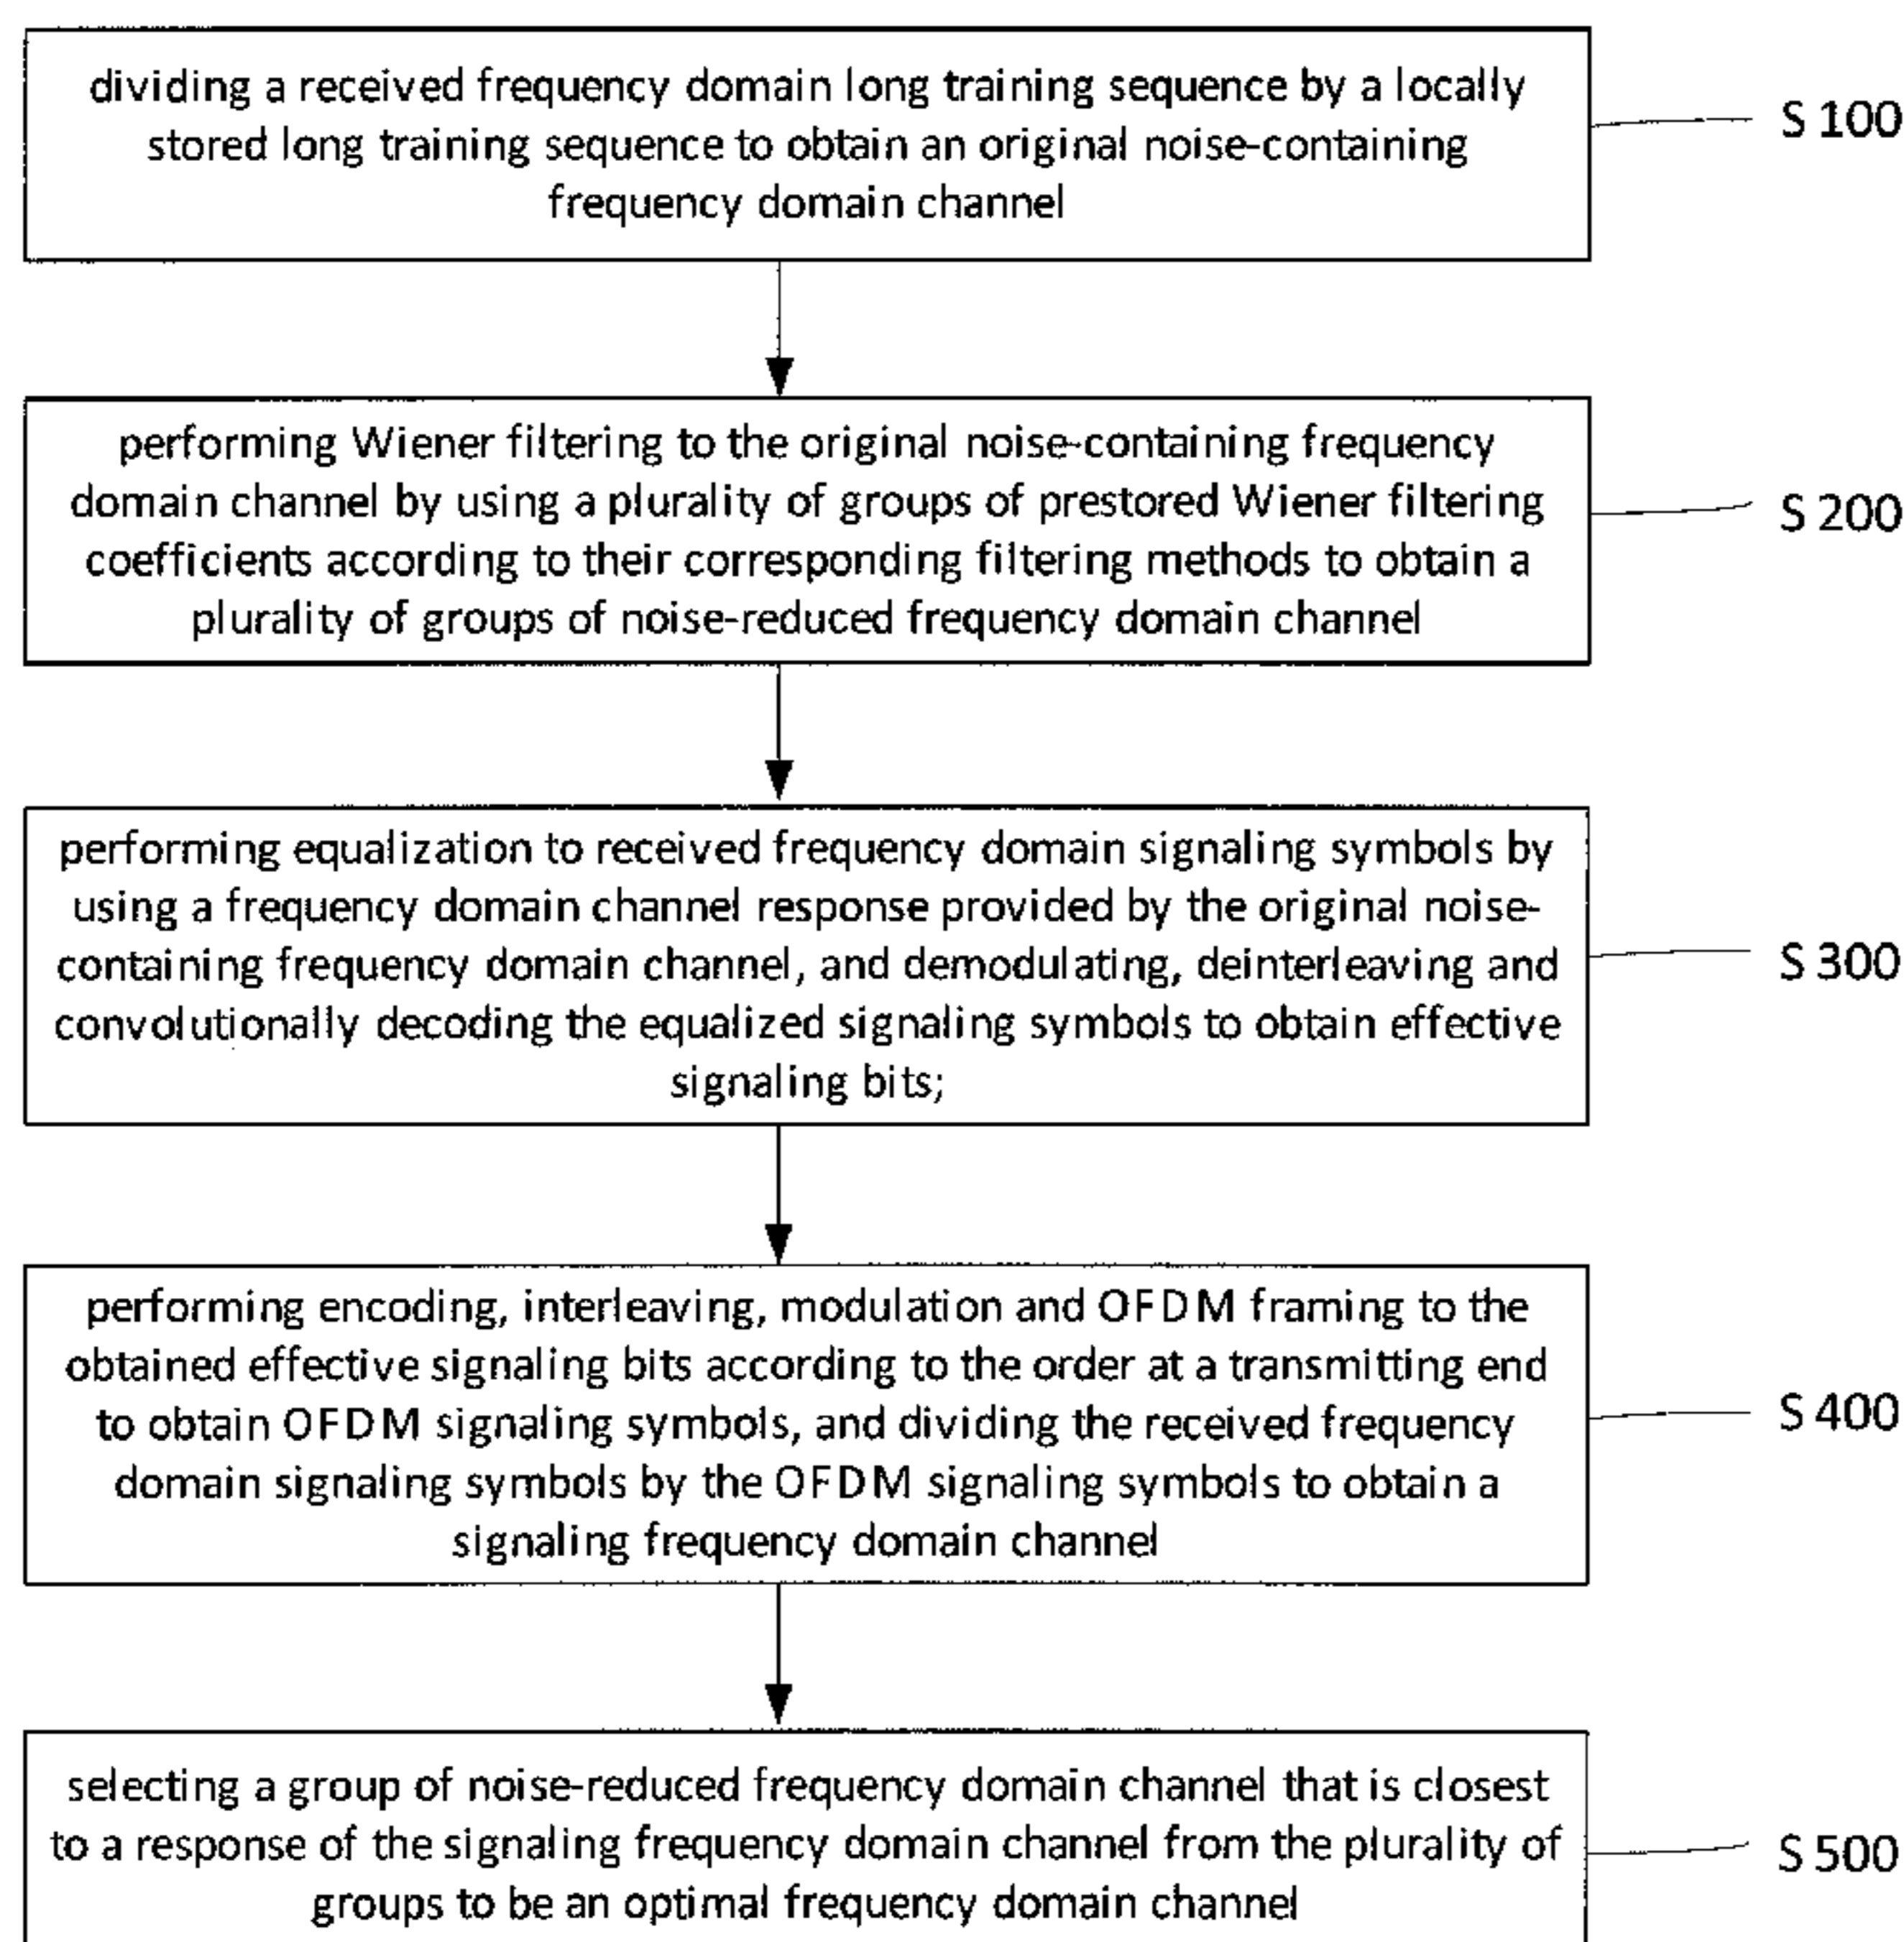 dividing a received frequency domain long training sequence by a locally
stored long training sequence to obtain an original noise-containing
frequency domain channel
S 100
performing Wiener filtering to the original noise-containing frequency
domain channel by using a plurality of groups of prestored Wiener filtering
coefficients according to their corresponding filtering methods to obtain a
plurality of groups of noise-reduced frequency domain channel
S 200
performing equalization to received frequency domain signaling symbols by
using a frequency domain channel response provided by the original noise-
containing frequency domain channel, and demodulating, deinterleaving and
convolutionally decoding the equalized signaling symbols to obtain effective
signaling bits;
S 300
performing encoding, interleaving, modulation and OFDM framing to the
obtained effective signaling bits according to the order at a transmitting end
to obtain OFDM signaling symbols, and dividing the received frequency
domain signaling symbols by the OFDM signaling symbols to obtain a
signaling frequency domain channel
S 400
selecting a group of noise-reduced frequency domain channel that is closest
to a response of the signaling frequency domain channel from the plurality of
groups to be an optimal frequency domain channel
S 500